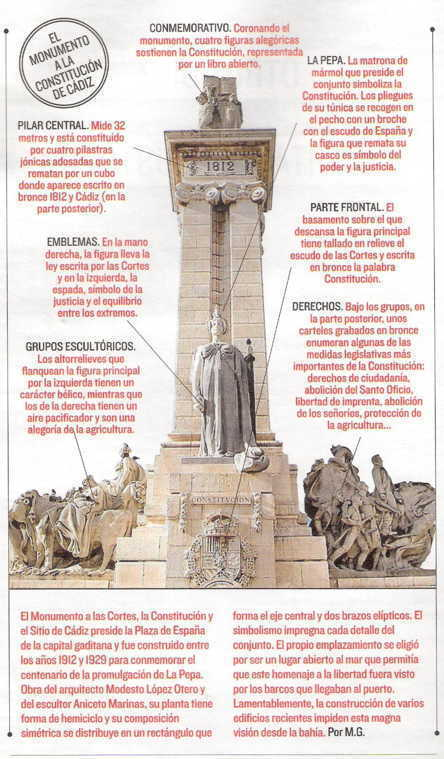 EL
MONUMENTO
A LA
CONSTITUCIÓN
DE CÁDIZ
CONMEMORATIVO. Coronando el
monumento, cuatro figuras alegóricas
sostienen la Constitución, representada
por un libro abierto.
LA PEPA. La matrona de
mármol que preside el
conjunto simboliza la
Constitución. Los pliegues
de su túnica se recogen en
el pecho con un broche
con el escudo de España y
la figura que remata su
casco es símbolo del
poder y la justicia.
PILAR CENTRAL. Mide 32
metros y está constituido
por cuatro pilastras
jónicas adosadas que se
rematan por un cubo
donde aparece escrito en
bronce 1812 y Cádiz (en la
parte posterior).
1812
PARTE FRONTAL. El
basamento sobre el que
descansa la figura principal
tiene tallado en relieve el
escudo de las Cortes y escrita
en bronce la palabra
Constitución.
EMBLEMAS. En la mano
derecha, la figura lleva la
ley escrita por las Cortes
y en la izquierda, la
espada, símbolo de la
justicia y el equilibrio
entre los extremos.
DERECHOS. Bajo los grupos, en
la parte posterior, unos
carteles grabados en bronce
enumeran algunas de las
medidas legislativas más
importantes de la Constitución:
derechos de ciudadanía,
abolición del Santo Oficio,
libertad de imprenta, abolición
de los señoríos, protección de
la agricultura...
GRUPOS ESCULTÓRICOS.
Los altorrelieves que
flanquean la figura principal
por la izquierda tienen un
carácter bélico, mientras que
los de la derecha tienen un
aire pacificador y son una
alegoría de la agricultura.
CONSTITUCION
El Monumento a las Cortes, la Constitución y
el Sitio de Cádiz preside la Plaza de España
de la capital gaditana y fue construido entre
los años 1912 y 1929 para conmemorar el
centenario de la promulgación de La Pepa.
Obra del arquitecto Modesto López Otero y
del escultor Aniceto Marinas, su planta tiene
forma de hemiciclo y su composición
simétrica se distribuye en un rectángulo que
forma el eje central y dos brazos elípticos. El
simbolismo impregna cada detalle del
conjunto. El propio emplazamiento se eligió
por ser un lugar abierto al mar que permitía
que este homenaje a la libertad fuera visto
por los barcos que llegaban al puerto.
Lamentablemente, la construcción de varios
edificios recientes impiden esta magna
visión desde la bahía. Por M.G.